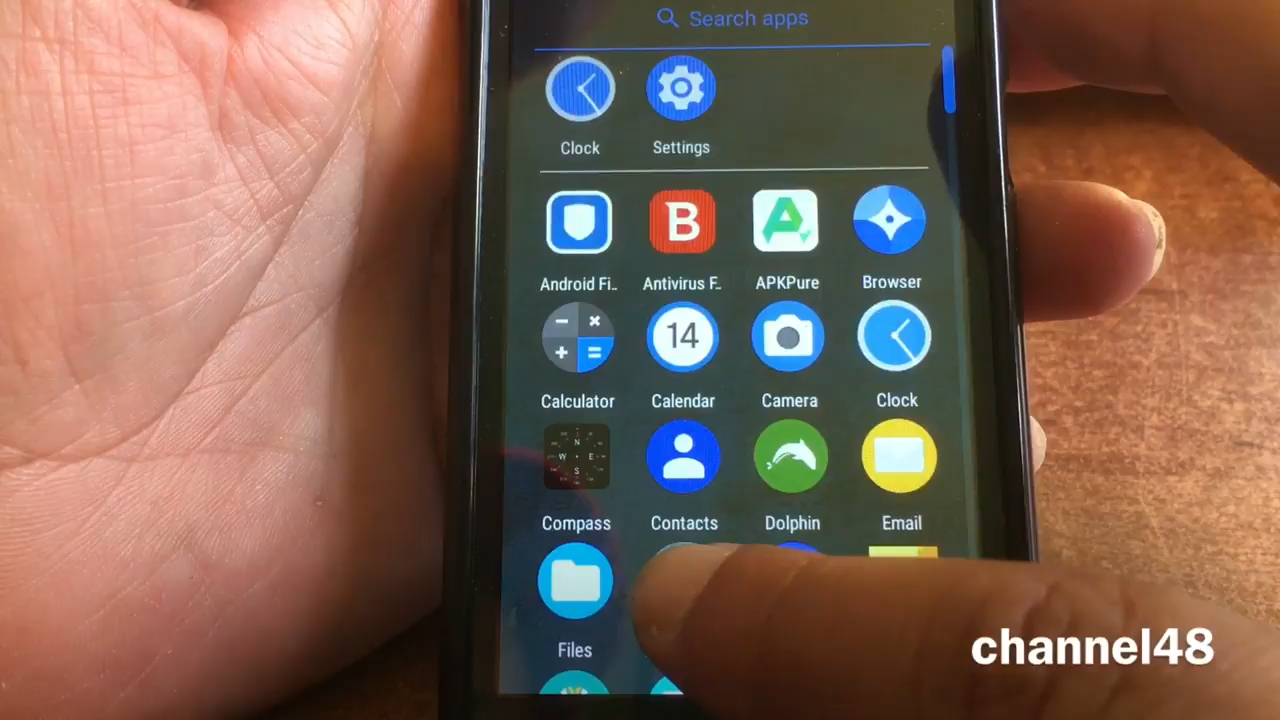 Search apps
Clock Settings
B
Android Fi.. Antivirus F.. APKPure Browser
14
Calculator Calendar Camera Clock
N
W E
S
Compass Contacts Dolphin Email
Files
channel48